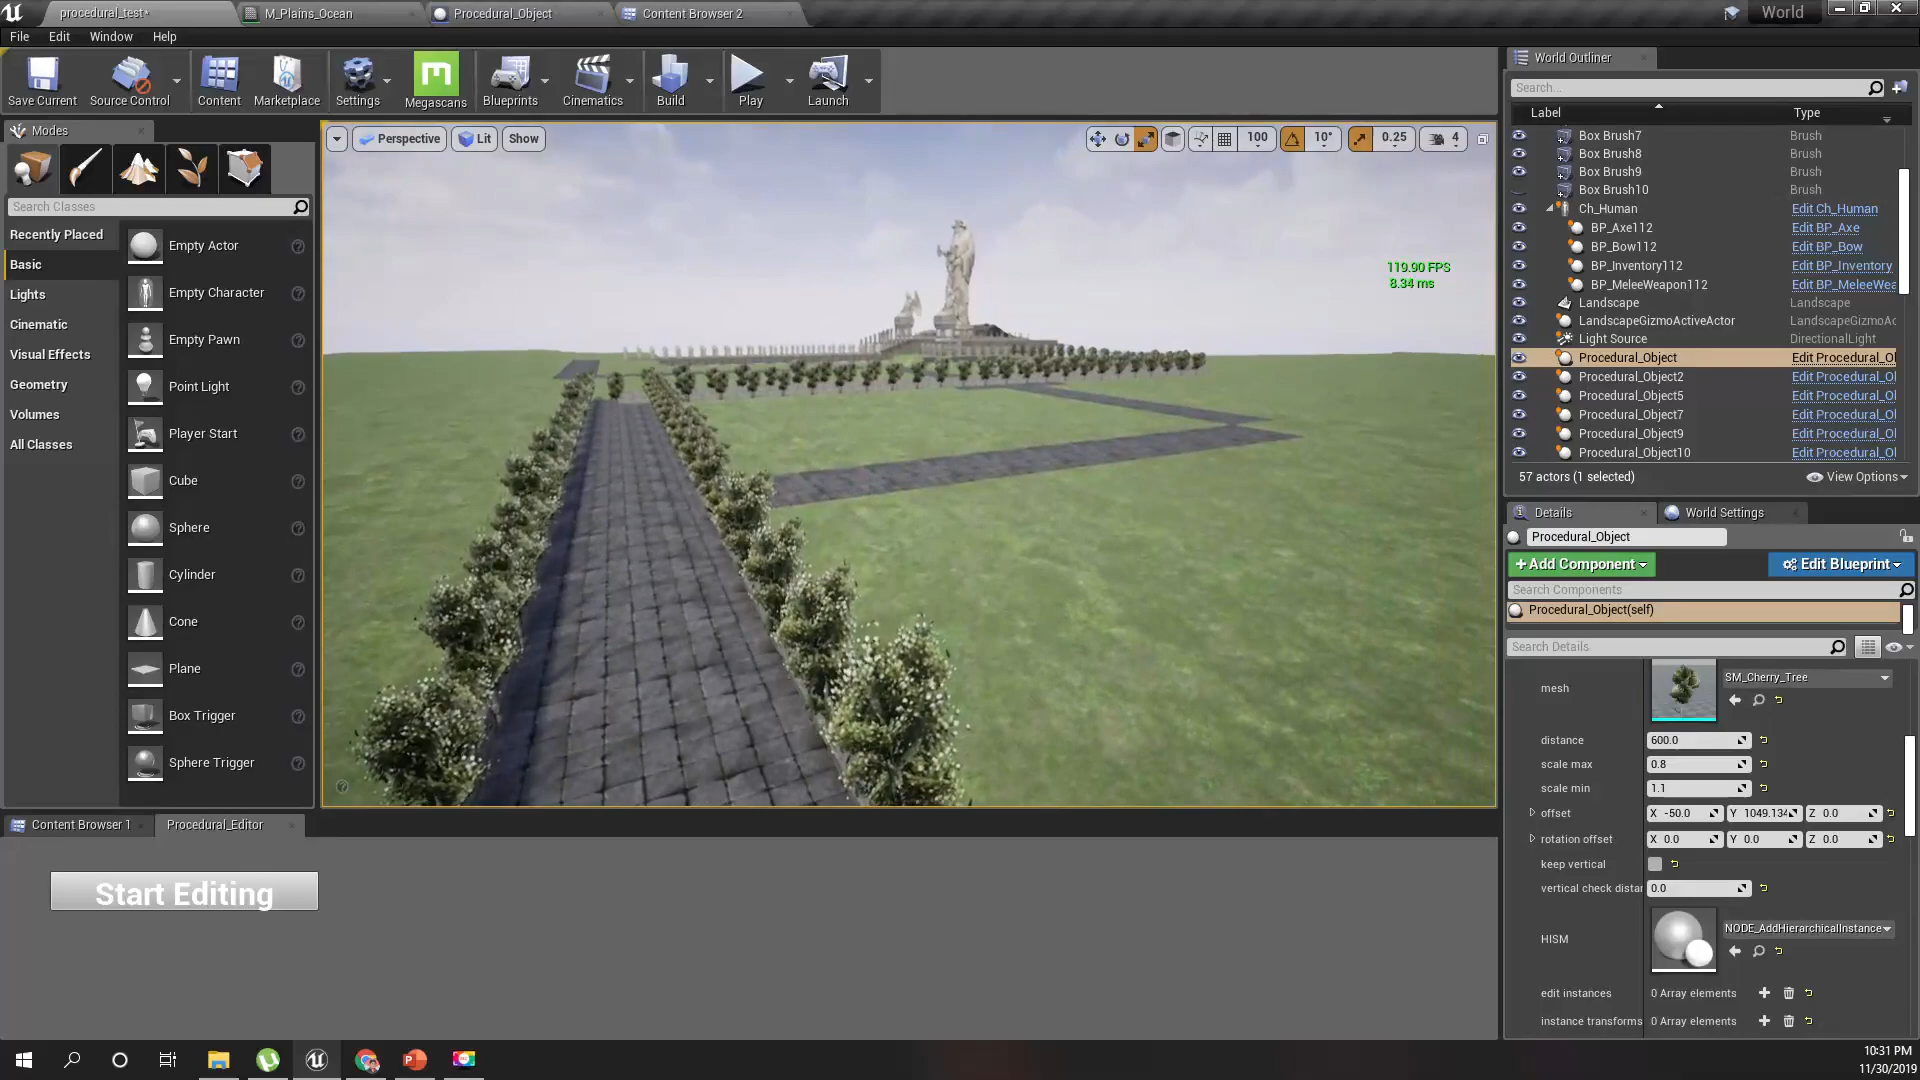 procedural_test*
M_Plains_Ocean
Procedural_Object
Content Browser 2
World
File
Edit
Window
Help
Save Current
Source Control
Content
Marketplace
Settings
Megascans
Blueprints
Cinematics
Build
Play
Launch
World Outliner
Search...
Label
Type
Modes
Perspective
Lit
Show
100
10°
0.25
4
Box Brush7
Brush
Box Brush8
Brush
Box Brush9
Brush
Box Brush10
Brush
Ch_Human
Edit Ch_Human
BP_Axe112
Edit BP_Axe
BP_Bow112
Edit BP_Bow
BP_Inventory112
Edit BP_Inventory
BP_MeleeWeapon112
Edit BP_MeleeWea
Landscape
Landscape
LandscapeGizmoActiveActor
LandscapeGizmoAc
Light Source
DirectionalLight
Procedural_Object
Edit Procedural_Ol
Procedural_Object2
Edit Procedural_Ol
Procedural_Object5
Edit Procedural_Ol
Procedural_Object7
Edit Procedural_Ol
Procedural_Object9
Edit Procedural_Ol
Procedural_Object10
Edit Procedural_Ol
57 actors (1 selected)
View Options
Search Classes
Recently Placed
Basic
Lights
Cinematic
Visual Effects
Geometry
Volumes
All Classes
Empty Actor
Empty Character
Empty Pawn
Point Light
Player Start
Cube
Sphere
Cylinder
Cone
Plane
Box Trigger
Sphere Trigger
119.90 FPS
8.34 ms
Details
World Settings
Procedural_Object
+Add Component
Edit Blueprint
Search Components
Procedural_Object(self)
Search Details
mesh
SM_Cherry_Tree
distance
600.0
scale max
0.8
scale min
1.1
offset
X -50.0
Y 1049.134
Z 0.0
rotation offset
X 0.0
Y 0.0
Z 0.0
keep vertical
vertical check distar
0.0
HISM
NODE_AddHierarchicalInstance
edit instances
0 Array elements
instance transforms
0 Array elements
Content Browser 1
Procedural_Editor
Start Editing
10:31 PM
11/30/2019